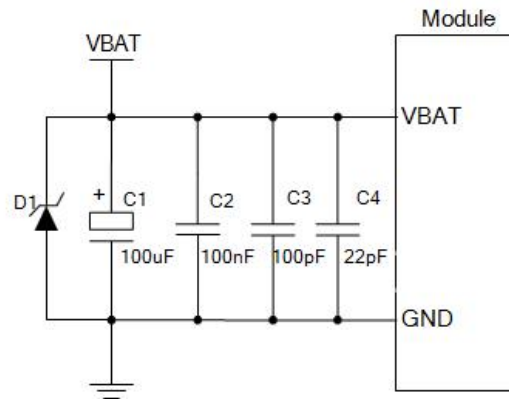 Module
VBAT
VBAT
D1
+
C1
C2
C3
C4
100uF
100nF
100pF
22pF
GND